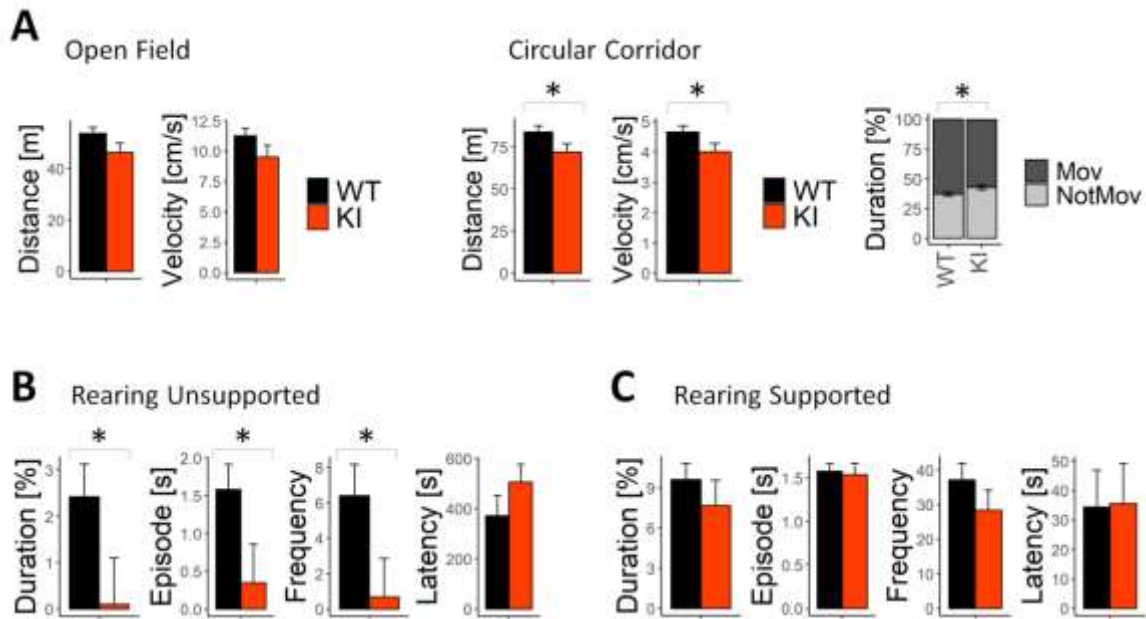 A
Open Field
Circular Corridor
Distance [m]
40
20
0
Velocity [cm/s]
12.5
10.0
7.5
5.0
2.5
0.0
WT
KI
*
Distance [m]
75
50
25
0
*
Velocity [cm/s]
5
4
3
2
1
0
WT
KI
*
Duration [%]
100
75
50
25
0
WT
KI
Mov
NotMov
B
Rearing Unsupported
*
Duration [%]
3
2
1
0
*
Episode [s]
2.0
1.5
1.0
0.5
0.0
*
Frequency
8
6
4
2
0
Latency [s]
600
400
200
0
C
Rearing Supported
Duration [%]
9
6
3
0
Episode [s]
1.5
1.0
0.5
0.0
Frequency
40
30
20
10
0
Latency [s]
50
40
30
20
10
0